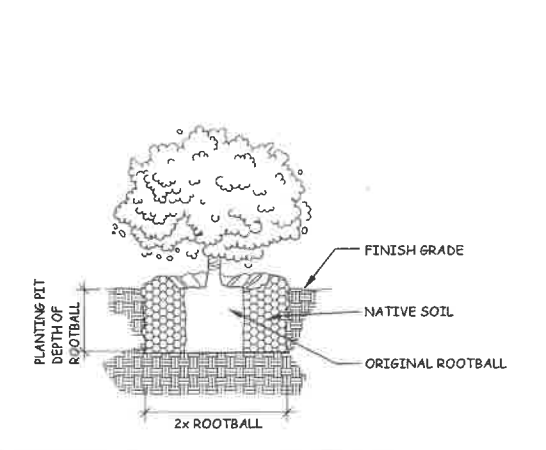 FINISH GRADE
PLANTING PIT
DEPTH OF
ROOTBALL
NATIVE SOIL
ORIGINAL ROOTBALL
2x ROOTBALL